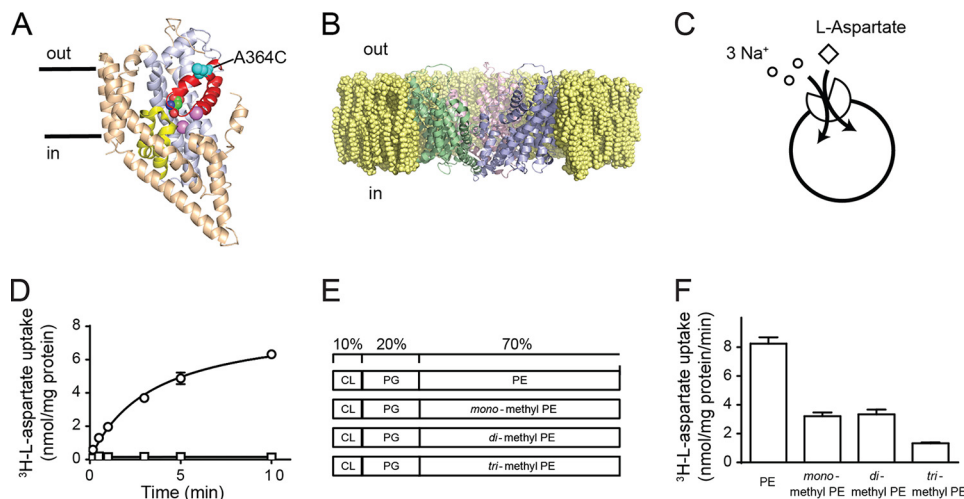 A
out
in
A364C
B
out
in
C
L-Aspartate
3 Na⁺
D
³H-L-aspartate uptake
(nmol/mg protein)
8
6
4
2
0
0
5
10
Time (min)
E
10%
20%
70%
CL
PG
PE
CL
PG
mono-methyl PE
CL
PG
di-methyl PE
CL
PG
tri-methyl PE
F
³H-L-aspartate uptake
(nmol/mg protein/min)
8
6
4
2
0
PE
mono-
methyl PE
di-
methyl PE
tri-
methyl PE